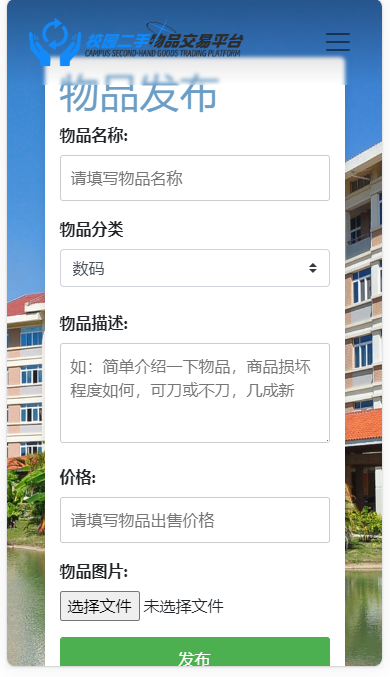 校园二手物品交易平台
CAMPUS SECOND-HAND GOODS TRADING PLATFORM
物品发布
物品名称:
请填写物品名称
物品分类
数码
物品描述:
如：简单介绍一下物品，商品损坏
程度如何，可刀或不刀，几成新
价格:
请填写物品出售价格
物品图片:
选择文件 未选择文件
发布